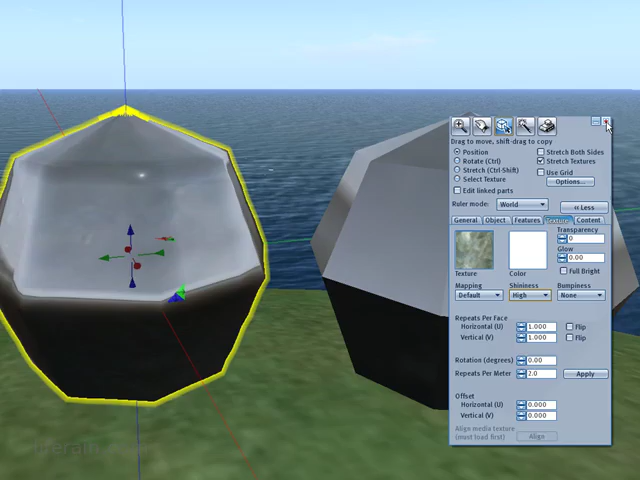 Drag to move, shift-drag to copy
Position
Rotate (Ctrl)
Stretch (Ctrl-Shift)
Select Texture
Edit linked parts
Stretch Both Sides
Stretch Textures
Use Grid
Options...
Ruler mode:
World
<< Less
General
Object
Features
Texture
Content
Texture
Color
Transparency
0
Glow
0.00
Full Bright
Mapping
Shininess
Bumpiness
Default
High
None
Repeats Per Face
Horizontal (U)
1.000
Flip
Vertical (V)
1.000
Flip
Rotation (degrees)
0.00
Repeats Per Meter
2.0
Apply
Offset
Horizontal (U)
0.000
Vertical (V)
0.000
Align media texture
(must load first)
Align